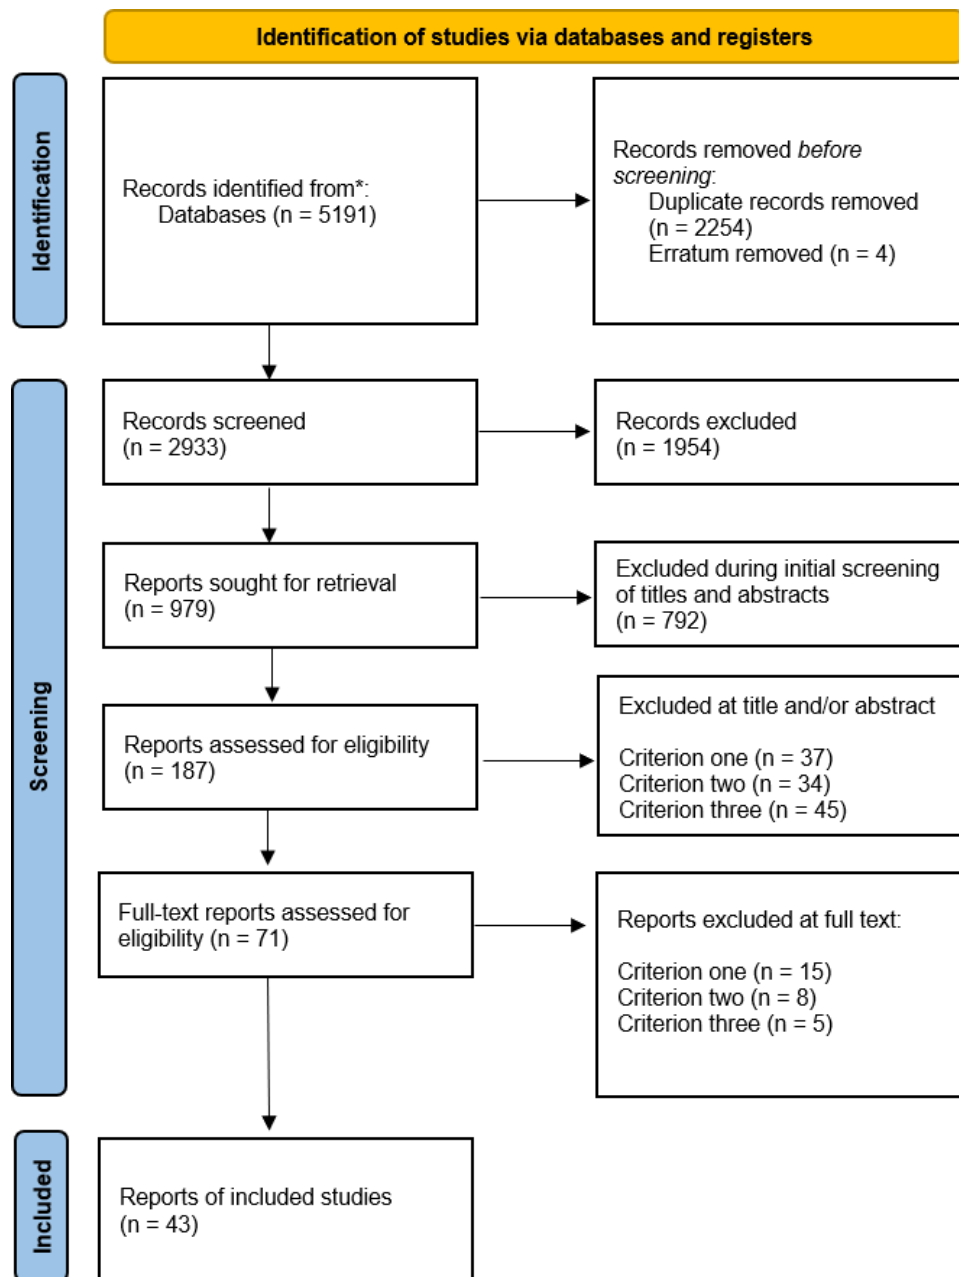 Identification of studies via databases and registers
Identification
Records identified from*:
Databases (n = 5191)
Records removed before
screening:
Duplicate records removed
(n = 2254)
Erratum removed (n = 4)
Screening
Records screened
(n = 2933)
Records excluded
(n = 1954)
Reports sought for retrieval
(n = 979)
Excluded during initial screening
of titles and abstracts
(n = 792)
Reports assessed for eligibility
(n = 187)
Excluded at title and/or abstract
Criterion one (n = 37)
Criterion two (n = 34)
Criterion three (n = 45)
Full-text reports assessed for
eligibility (n = 71)
Reports excluded at full text:
Criterion one (n = 15)
Criterion two (n = 8)
Criterion three (n = 5)
Included
Reports of included studies
(n = 43)